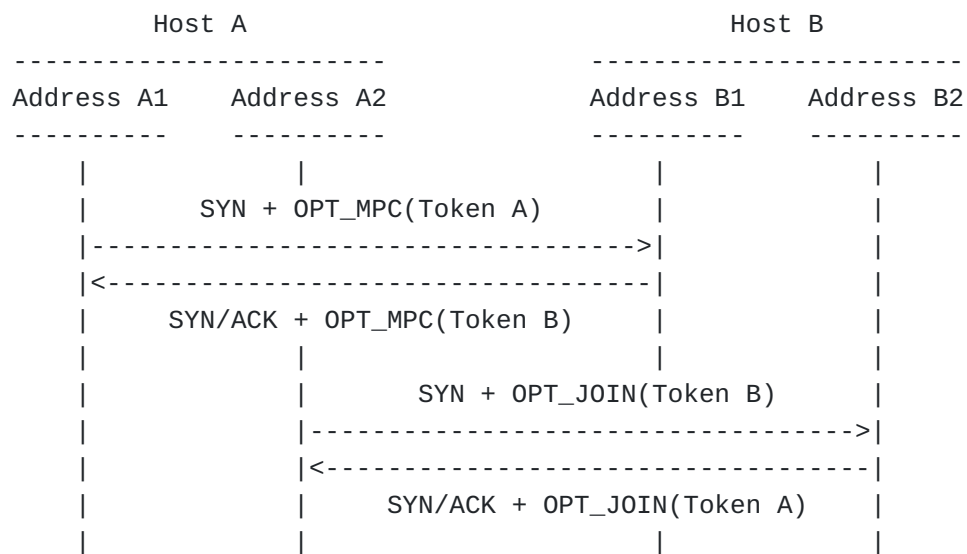 Host A                               Host B
------------------------             ------------------------
Address A1    Address A2             Address B1    Address B2
----------    ----------             ----------    ----------
|             |                      |             |
|       SYN + OPT_MPC(Token A)       |             |
|----------------------------------->|             |
|<-----------------------------------|             |
|     SYN/ACK + OPT_MPC(Token B)     |             |
|             |                      |             |
|             |       SYN + OPT_JOIN(Token B)      |
|             |----------------------------------->|
|             |<-----------------------------------|
|             |     SYN/ACK + OPT_JOIN(Token A)    |
|             |                      |             |